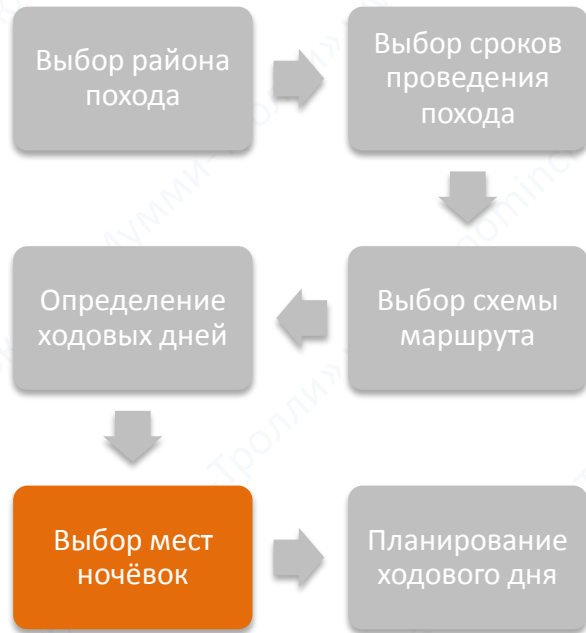 Выбор района
похода
Выбор сроков
проведения
похода
Определение
ходовых дней
Выбор схемы
маршрута
Выбор мест
ночёвок
Планирование
ходового дня